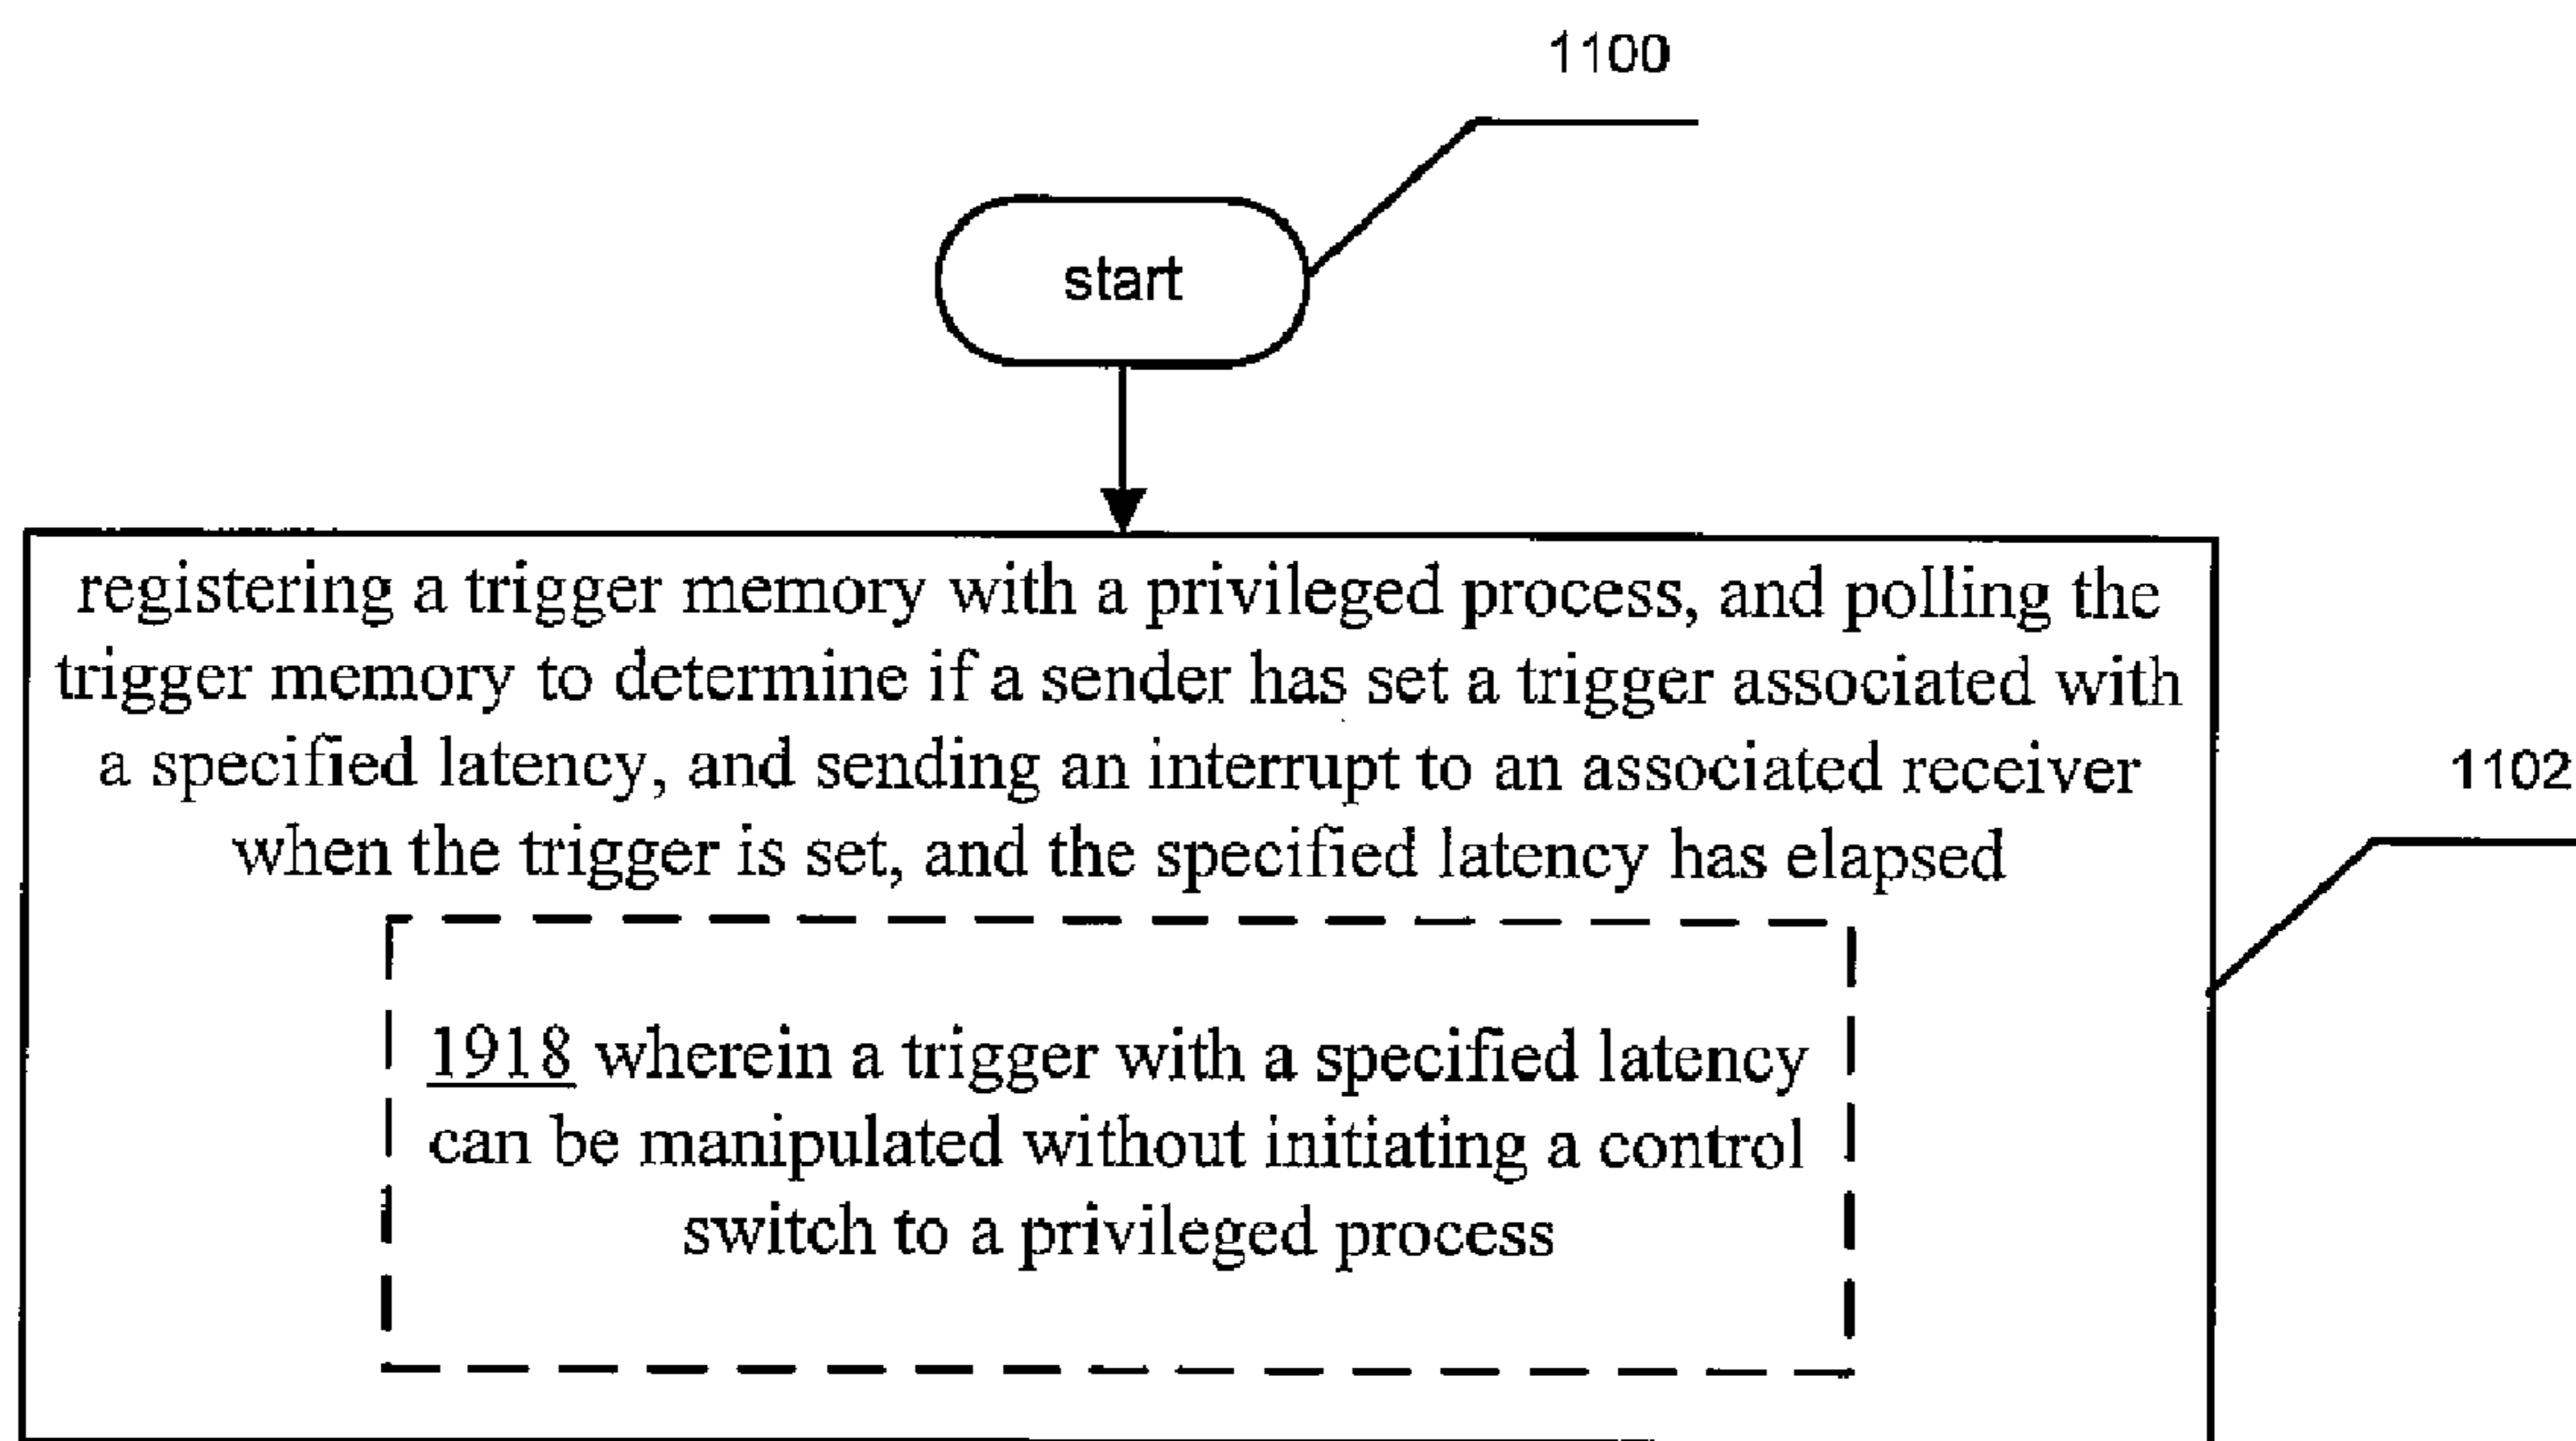 1100
start
registering a trigger memory with a privileged process, and polling the
trigger memory to determine if a sender has set a trigger associated with
a specified latency, and sending an interrupt to an associated receiver
when the trigger is set, and the specified latency has elapsed
1102
1918 wherein a trigger with a specified latency
can be manipulated without initiating a control
switch to a privileged process